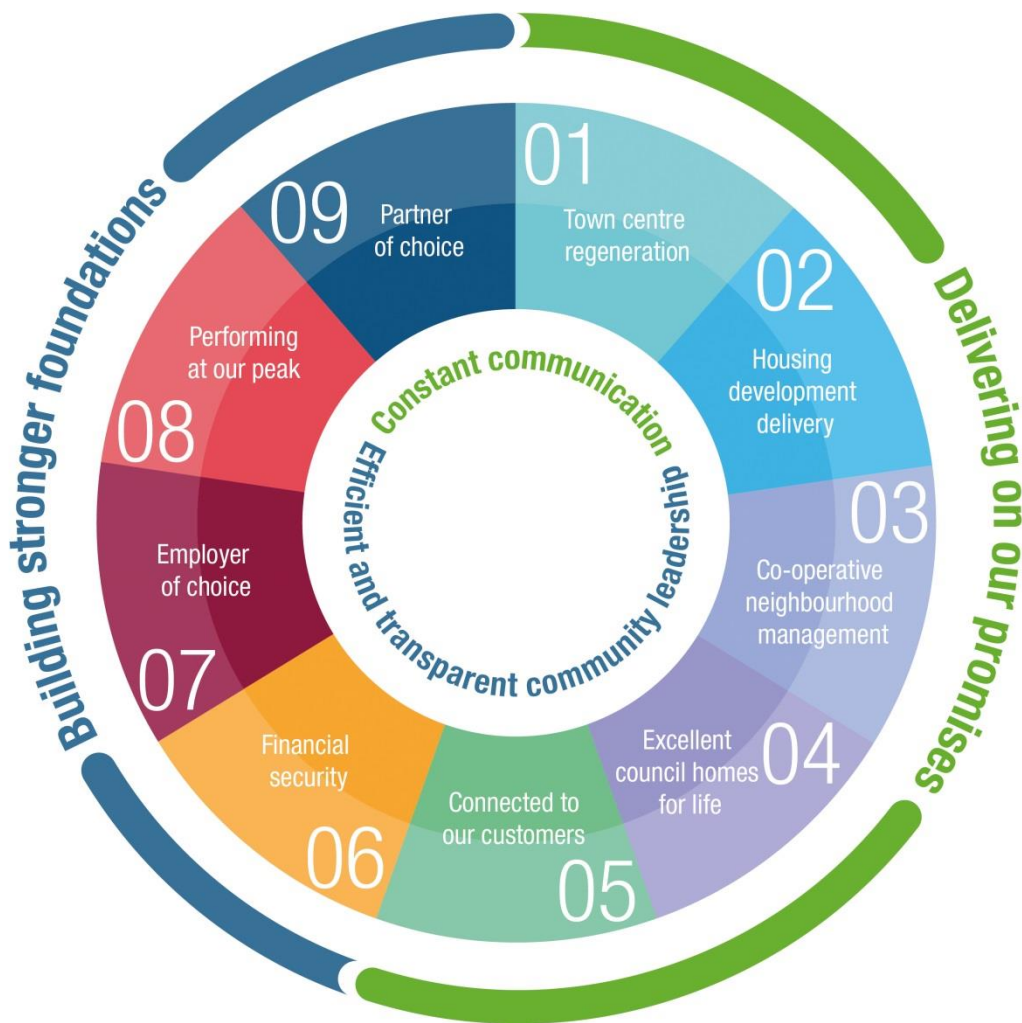 Building stronger foundations
Delivering on our promises
01
Town centre
regeneration
02
Housing
development
delivery
03
Co-operative
neighbourhood
management
04
Excellent
council homes
for life
05
Connected to
our customers
06
Financial
security
07
Employer
of choice
08
Performing
at our peak
09
Partner
of choice
Constant communication
Efficient and transparent community leadership